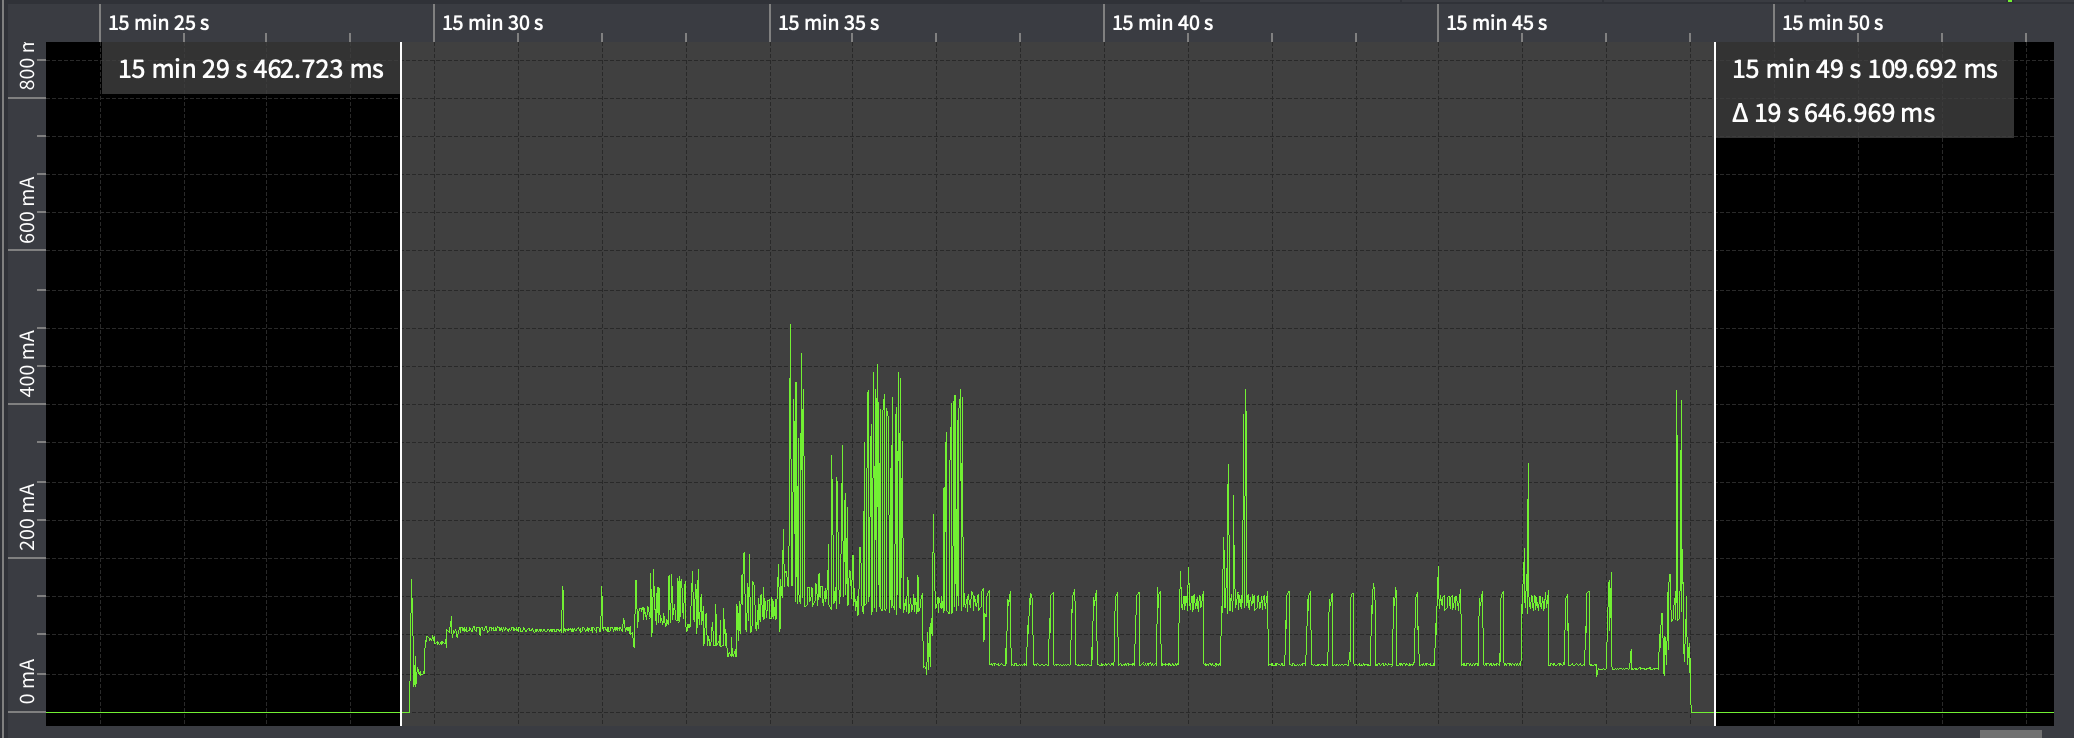 15 min 25 s
15 min 30 s
15 min 35 s
15 min 40 s
15 min 45 s
15 min 50 s
15 min 29 s 462.723 ms
15 min 49 s 109.692 ms
Δ 19 s 646.969 ms
800 m
600 mA
400 mA
200 mA
0 mA